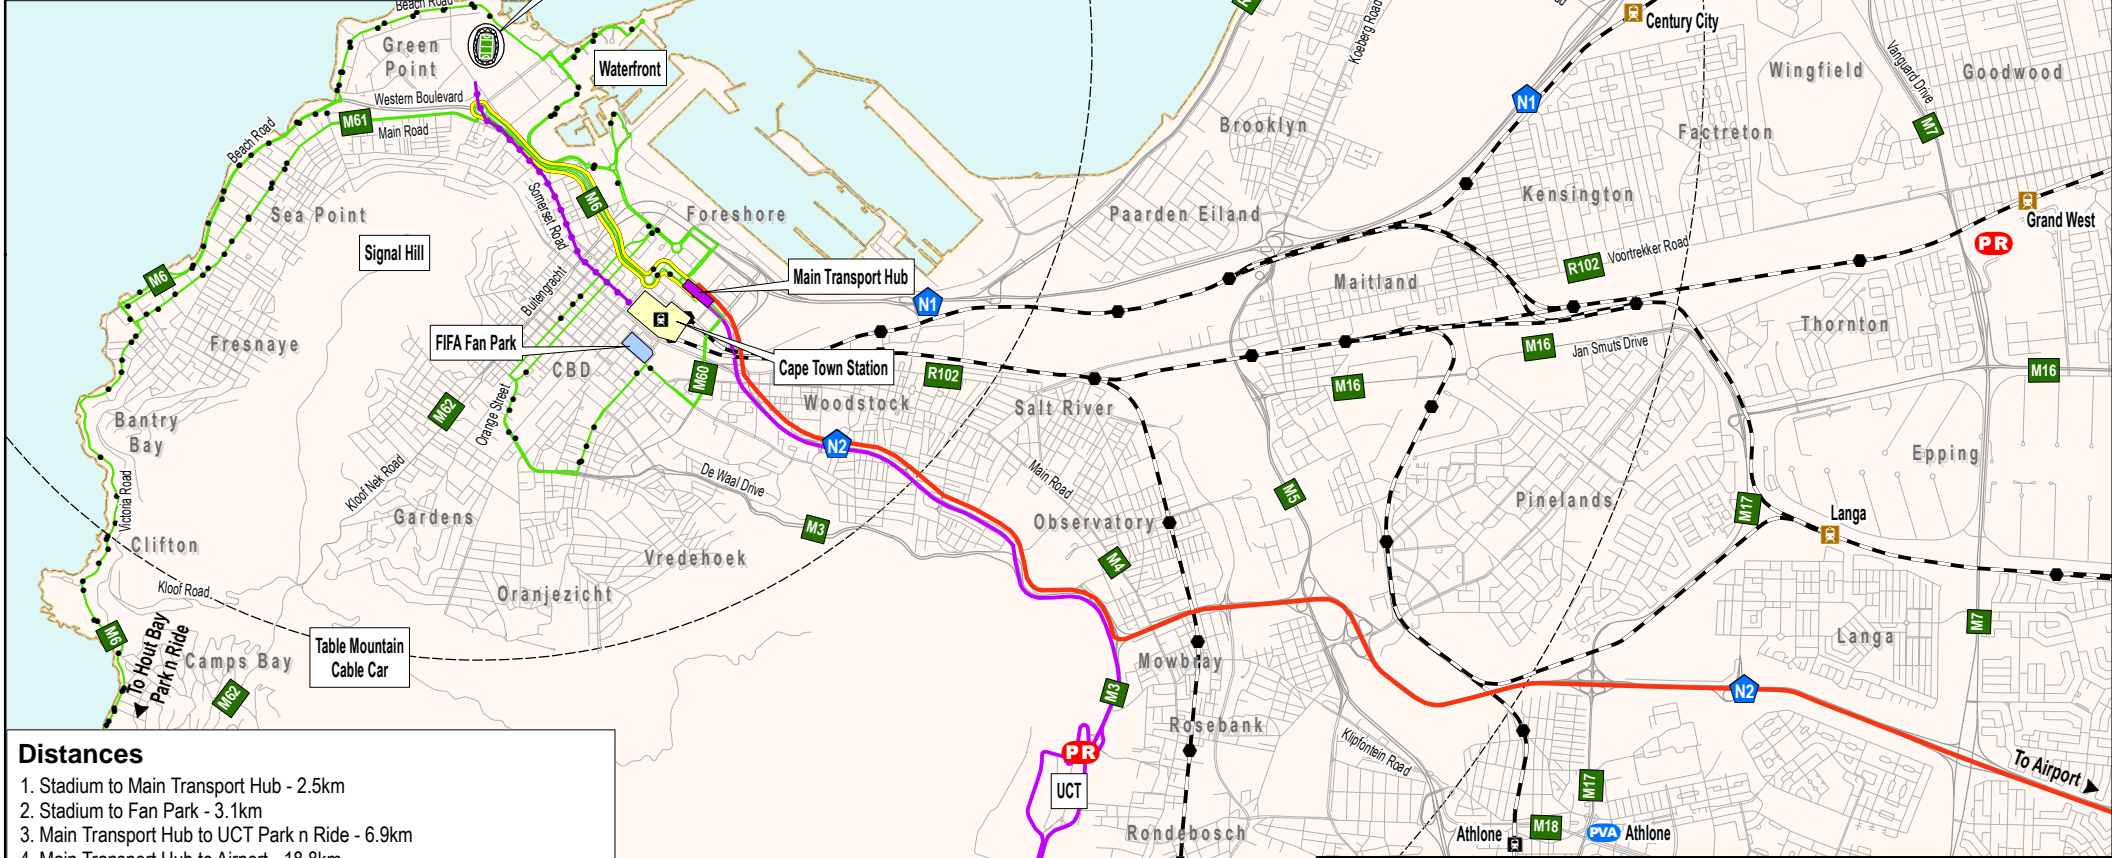 Beach Road
Green
Point
Waterfront
Western Boulevard
M61
Main Road
Beach Road
Sea Point
Signal Hill
M6
Somerset Road
M6
Foreshore
Main Transport Hub
Buitengracht
FIFA Fan Park
CBD
Cape Town Station
Fresnaye
M62
Orange Street
M60
Woodstock
R102
N1
N2
Bantry
Bay
Victoria Road
Clifton
Kloof Nek Road
Gardens
De Waal Drive
M3
Vredehoek
Oranjezicht
Kloof Road
M6
To Hout Bay
Park n Ride
Camps Bay
M62
Table Mountain
Cable Car
Koeberg Road
Century City
N1
Wingfield
Vanguard Drive
Goodwood
M7
Brooklyn
Factreton
Kensington
Paarden Eiland
Grand West
PR
R102
Voortrekker Road
Maitland
Thornton
M16
Jan Smuts Drive
M16
M16
Salt River
Main Road
Observatory
M4
M5
Pinelands
M17
Langa
Epping
M7
Langa
Mowbray
M3
Rosebank
N2
PR
UCT
Klipfontein Road
Rondebosch
To Airport
M17
Athlone
M18
PVA
Athlone
Distances
1. Stadium to Main Transport Hub - 2.5km
2. Stadium to Fan Park - 3.1km
3. Main Transport Hub to UCT Park n Ride - 6.9km
4. Main Transport Hub to Airport - 18.8km